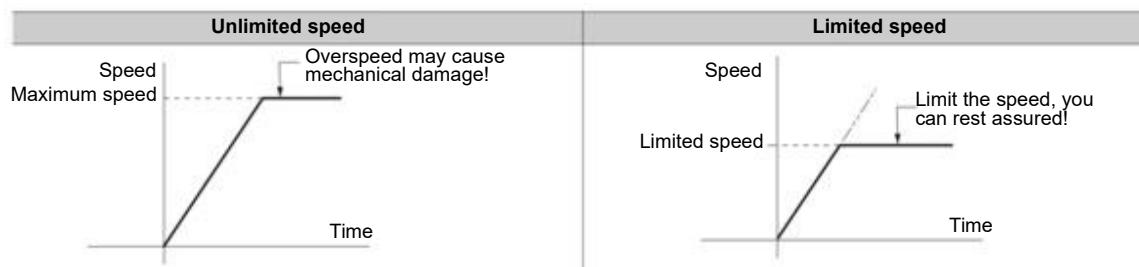 Unlimited speed
Limited speed
Speed
Overspeed may cause
mechanical damage!
Maximum speed
Time
Speed
Limit the speed, you
can rest assured!
Limited speed
Time